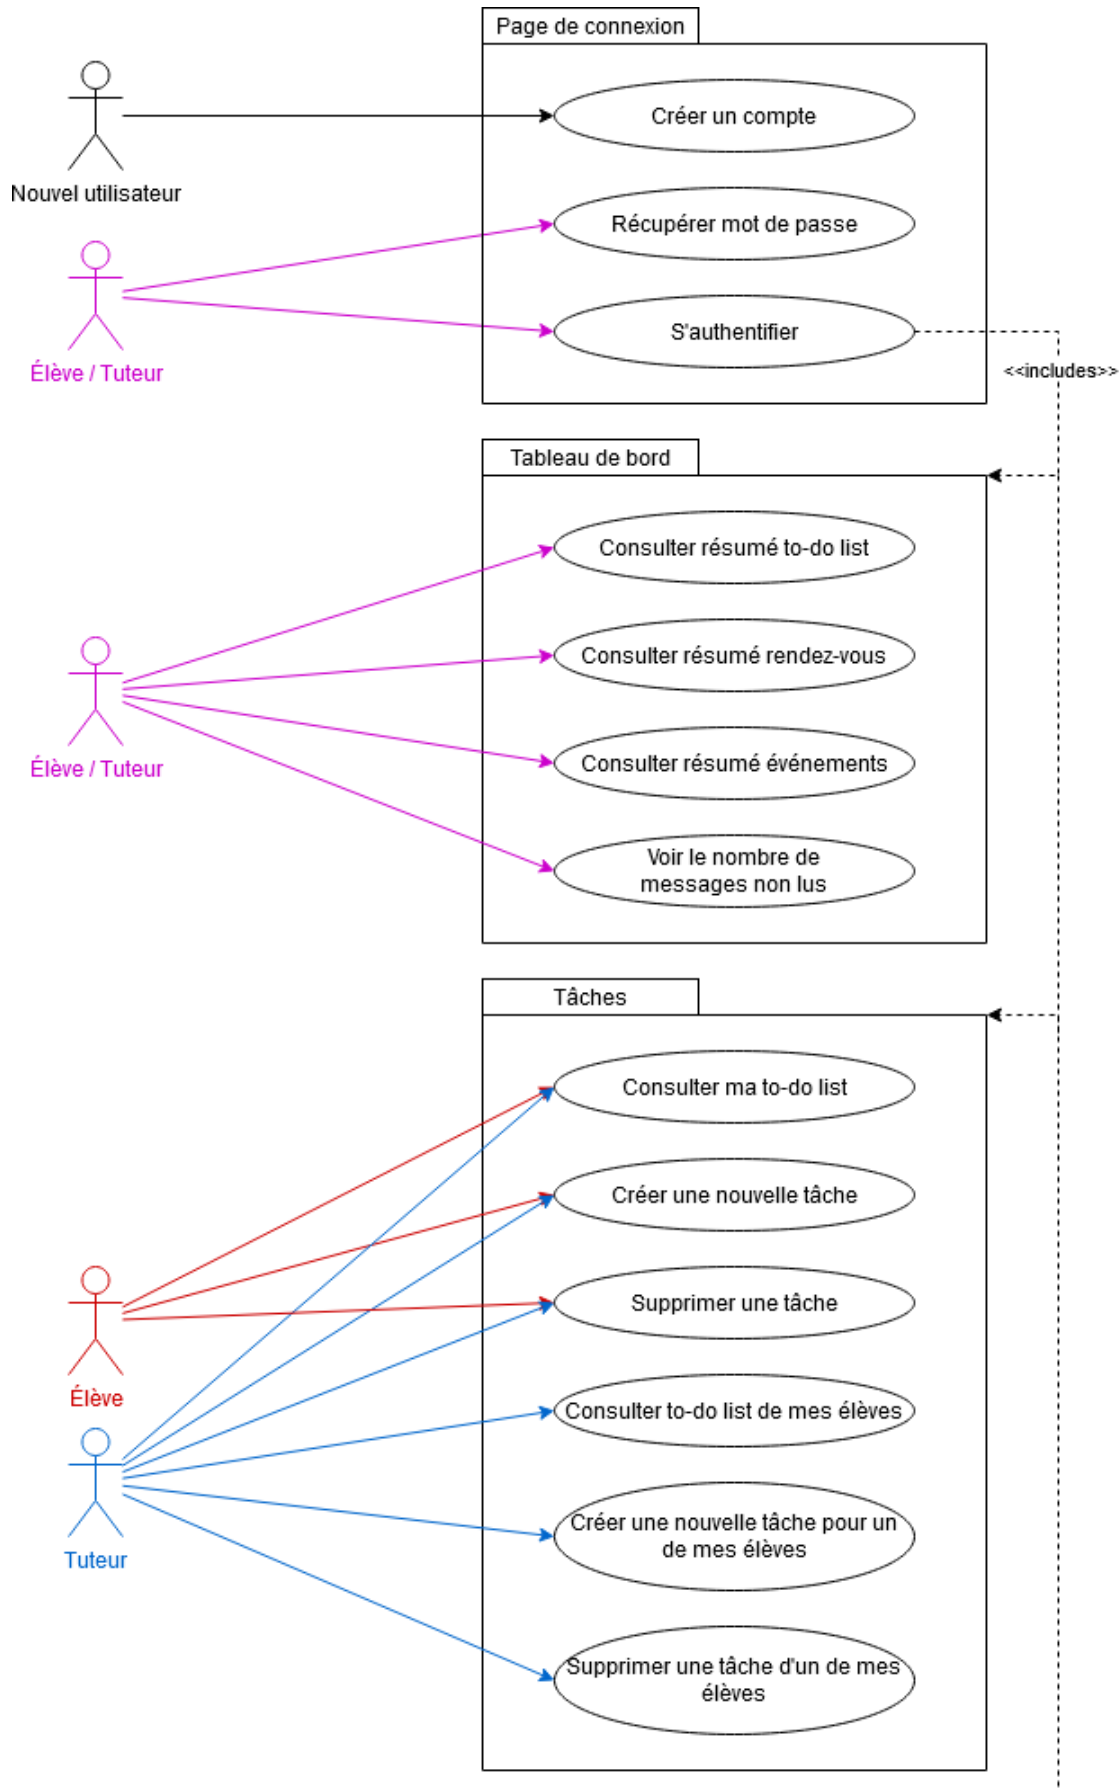 Page de connexion
Créer un compte
Nouvel utilisateur
Récupérer mot de passe
S'authentifier
Élève / Tuteur
<<includes>>
Tableau de bord
Consulter résumé to-do list
Consulter résumé rendez-vous
Élève / Tuteur
Consulter résumé événements
Voir le nombre de
messages non lus
Tâches
Consulter ma to-do list
Créer une nouvelle tâche
Supprimer une tâche
Élève
Consulter to-do list de mes élèves
Créer une nouvelle tâche pour un
de mes élèves
Tuteur
Supprimer une tâche d'un de mes
élèves